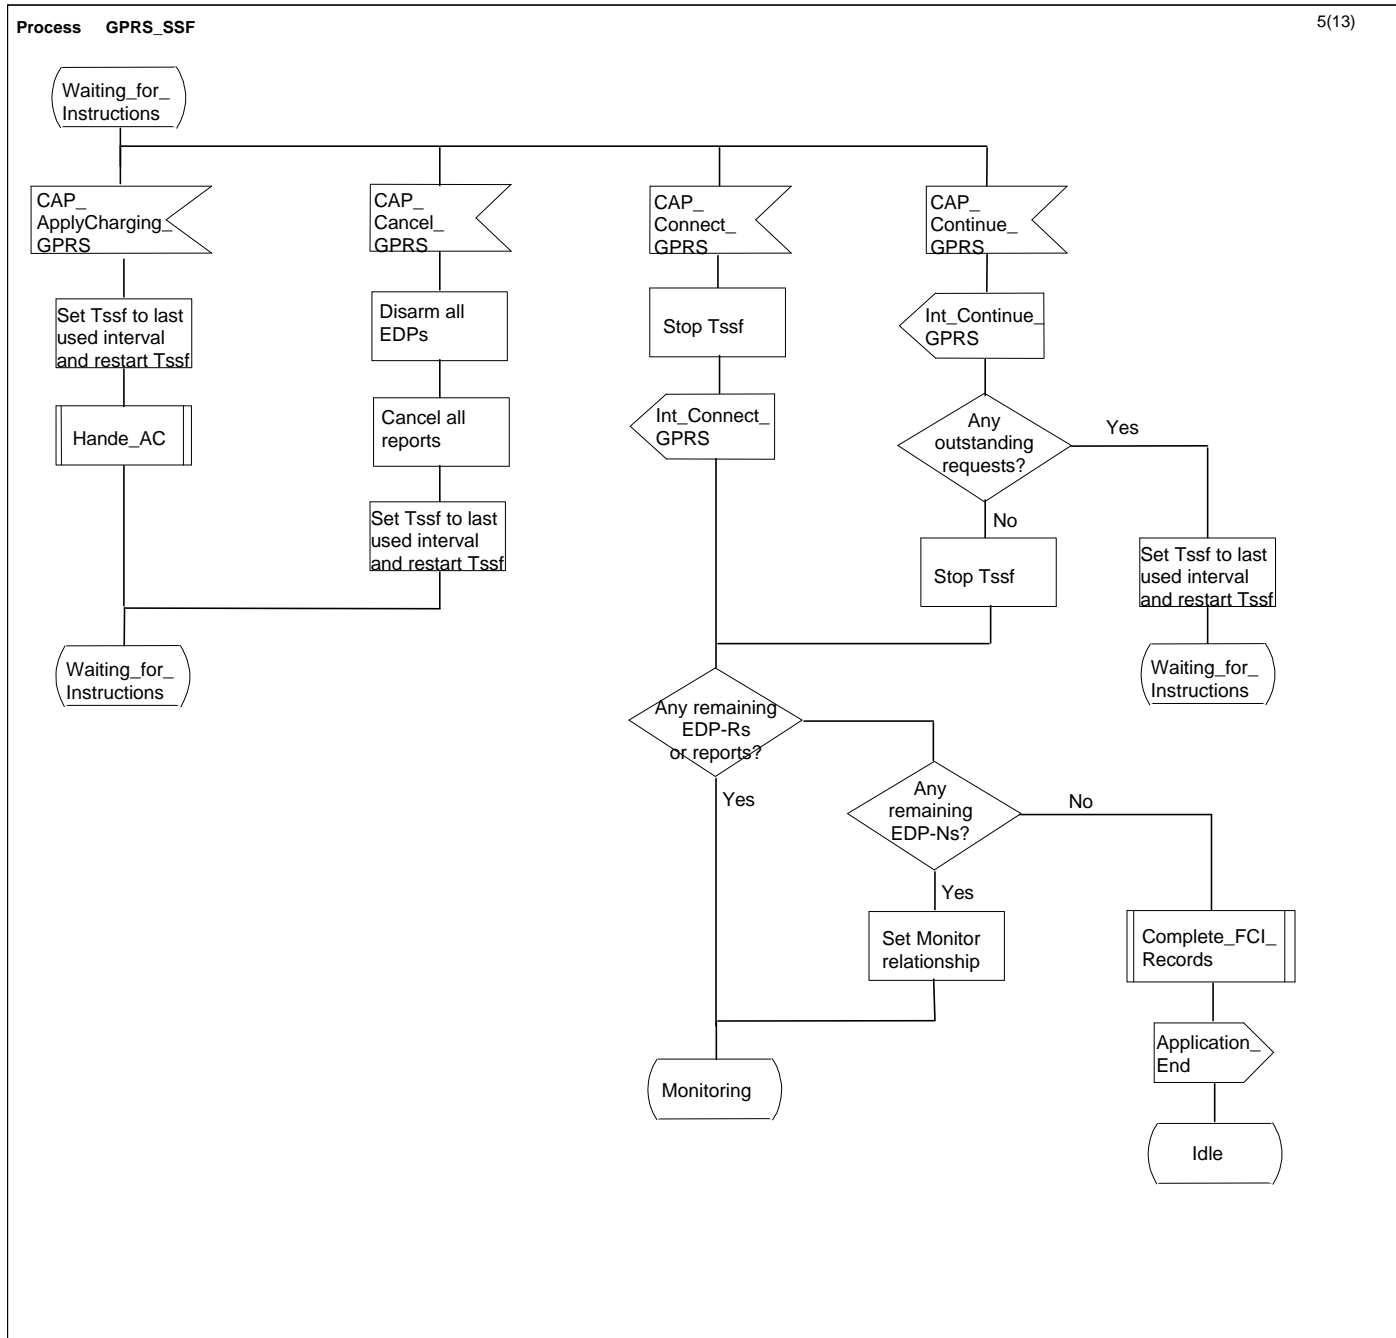 Process GPRS_SSF
5(13)
Waiting_for_
Instructions
CAP_
ApplyCharging_
GPRS
CAP_
Cancel_
GPRS
CAP_
Connect_
GPRS
CAP_
Continue_
GPRS
Set Tssf to last
used interval
and restart Tssf
Disarm all
EDPs
Stop Tssf
Int_Continue_
GPRS
Hande_AC
Cancel all
reports
Int_Connect_
GPRS
Any
outstanding
requests?
Yes
No
Set Tssf to last
used interval
and restart Tssf
Stop Tssf
Set Tssf to last
used interval
and restart Tssf
Waiting_for_
Instructions
Waiting_for_
Instructions
Any remaining
EDP-Rs
or reports?
Yes
Any
remaining
EDP-Ns?
No
Yes
Set Monitor
relationship
Complete_FCI_
Records
Application_
End
Monitoring
Idle